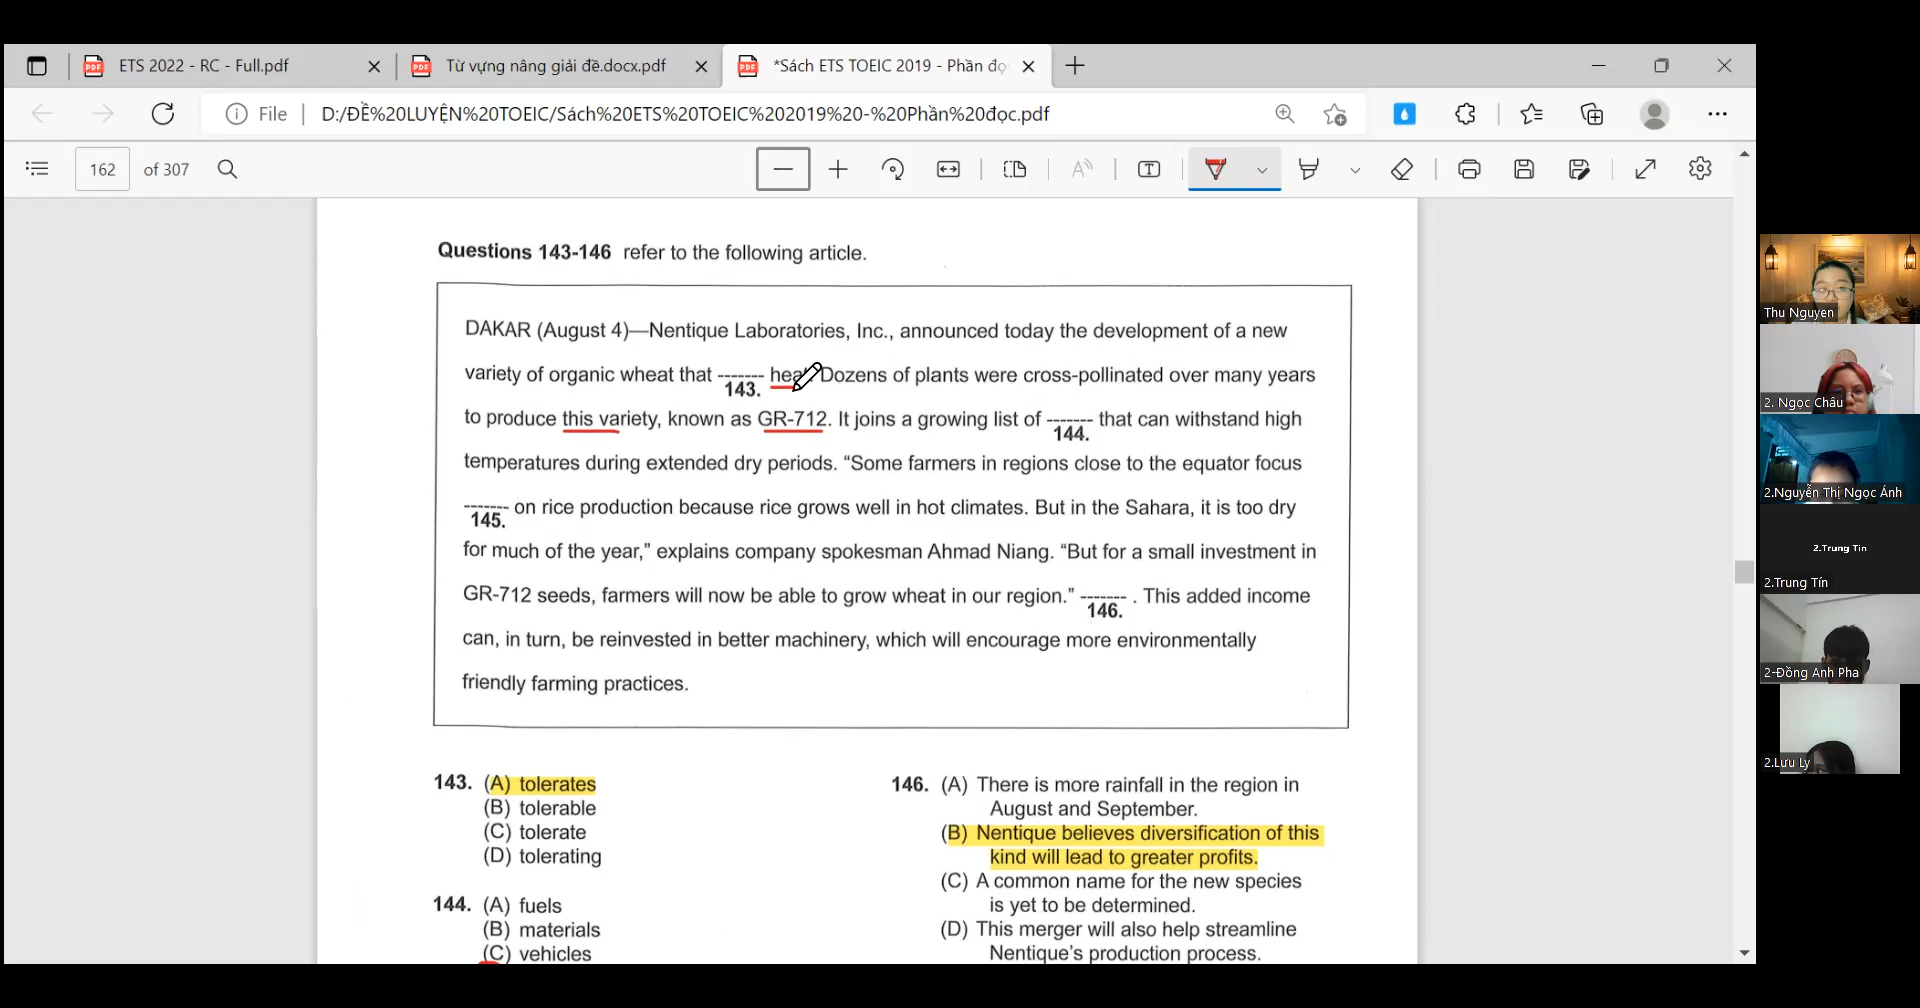 ETS 2022 - RC - Full.pdf
Từ vựng nâng giải đề.docx.pdf
*Sách ETS TOEIC 2019 - Phần đọ
File
D:/ĐỀ%20LUYỆN%20TOEIC/Sách%20ETS%20TOEIC%202019%20-%20Phần%20đọc.pdf
162 of 307
Questions 143-146 refer to the following article.
DAKAR (August 4)—Nentique Laboratories, Inc., announced today the development of a new
variety of organic wheat that ------- Dozens of plants were cross-pollinated over many years
143.
to produce this variety, known as GR-712. It joins a growing list of ------- that can withstand high
144.
temperatures during extended dry periods. “Some farmers in regions close to the equator focus
------- on rice production because rice grows well in hot climates. But in the Sahara, it is too dry
145.
for much of the year,” explains company spokesman Ahmad Niang. “But for a small investment in
GR-712 seeds, farmers will now be able to grow wheat in our region.” ------- . This added income
146.
can, in turn, be reinvested in better machinery, which will encourage more environmentally
friendly farming practices.
143. (A) tolerates
(B) tolerable
(C) tolerate
(D) tolerating
144. (A) fuels
(B) materials
(C) vehicles
146. (A) There is more rainfall in the region in
August and September.
(B) Nentique believes diversification of this
kind will lead to greater profits.
(C) A common name for the new species
is yet to be determined.
(D) This merger will also help streamline
Nentique’s production process.
Thu Nguyen
2. Ngọc Châu
2.Nguyễn Thị Ngọc Ánh
2.Trung Tin
2.Trung Tín
2-Đồng Anh Pha
2.Lưu Ly